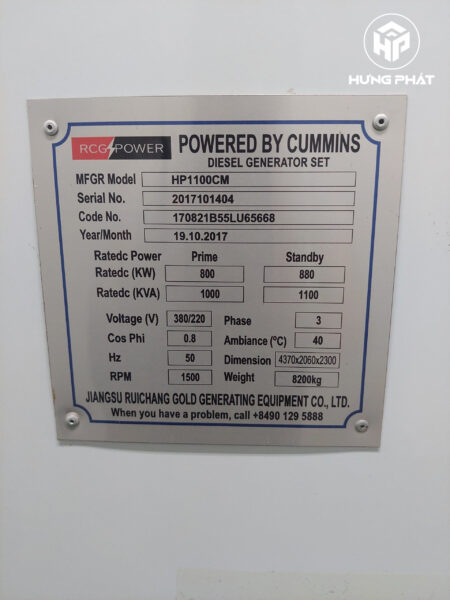 HP
HƯNG PHÁT
RCG POWER POWERED BY CUMMINS
DIESEL GENERATOR SET
MFGR Model HP1100CM
Serial No. 2017101404
Code No. 170821B55LU65668
Year/Month 19.10.2017
Ratedc Power Prime Standby
Ratedc (KW) 800 880
Ratedc (KVA) 1000 1100
Voltage (V) 380/220 Phase 3
Cos Phi 0.8 Ambiance (ºC) 40
Hz 50 Dimension 4370x2060x2300
RPM 1500 Weight 8200kg
JIANGSU RUICHANG GOLD GENERATING EQUIPMENT CO., LTD.
When you have a problem, call +8490 129 5888